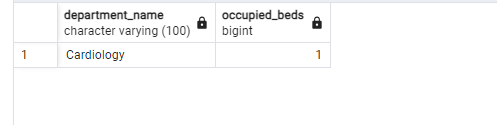 department_name occupied_beds
character varying (100) bigint
1 Cardiology 1